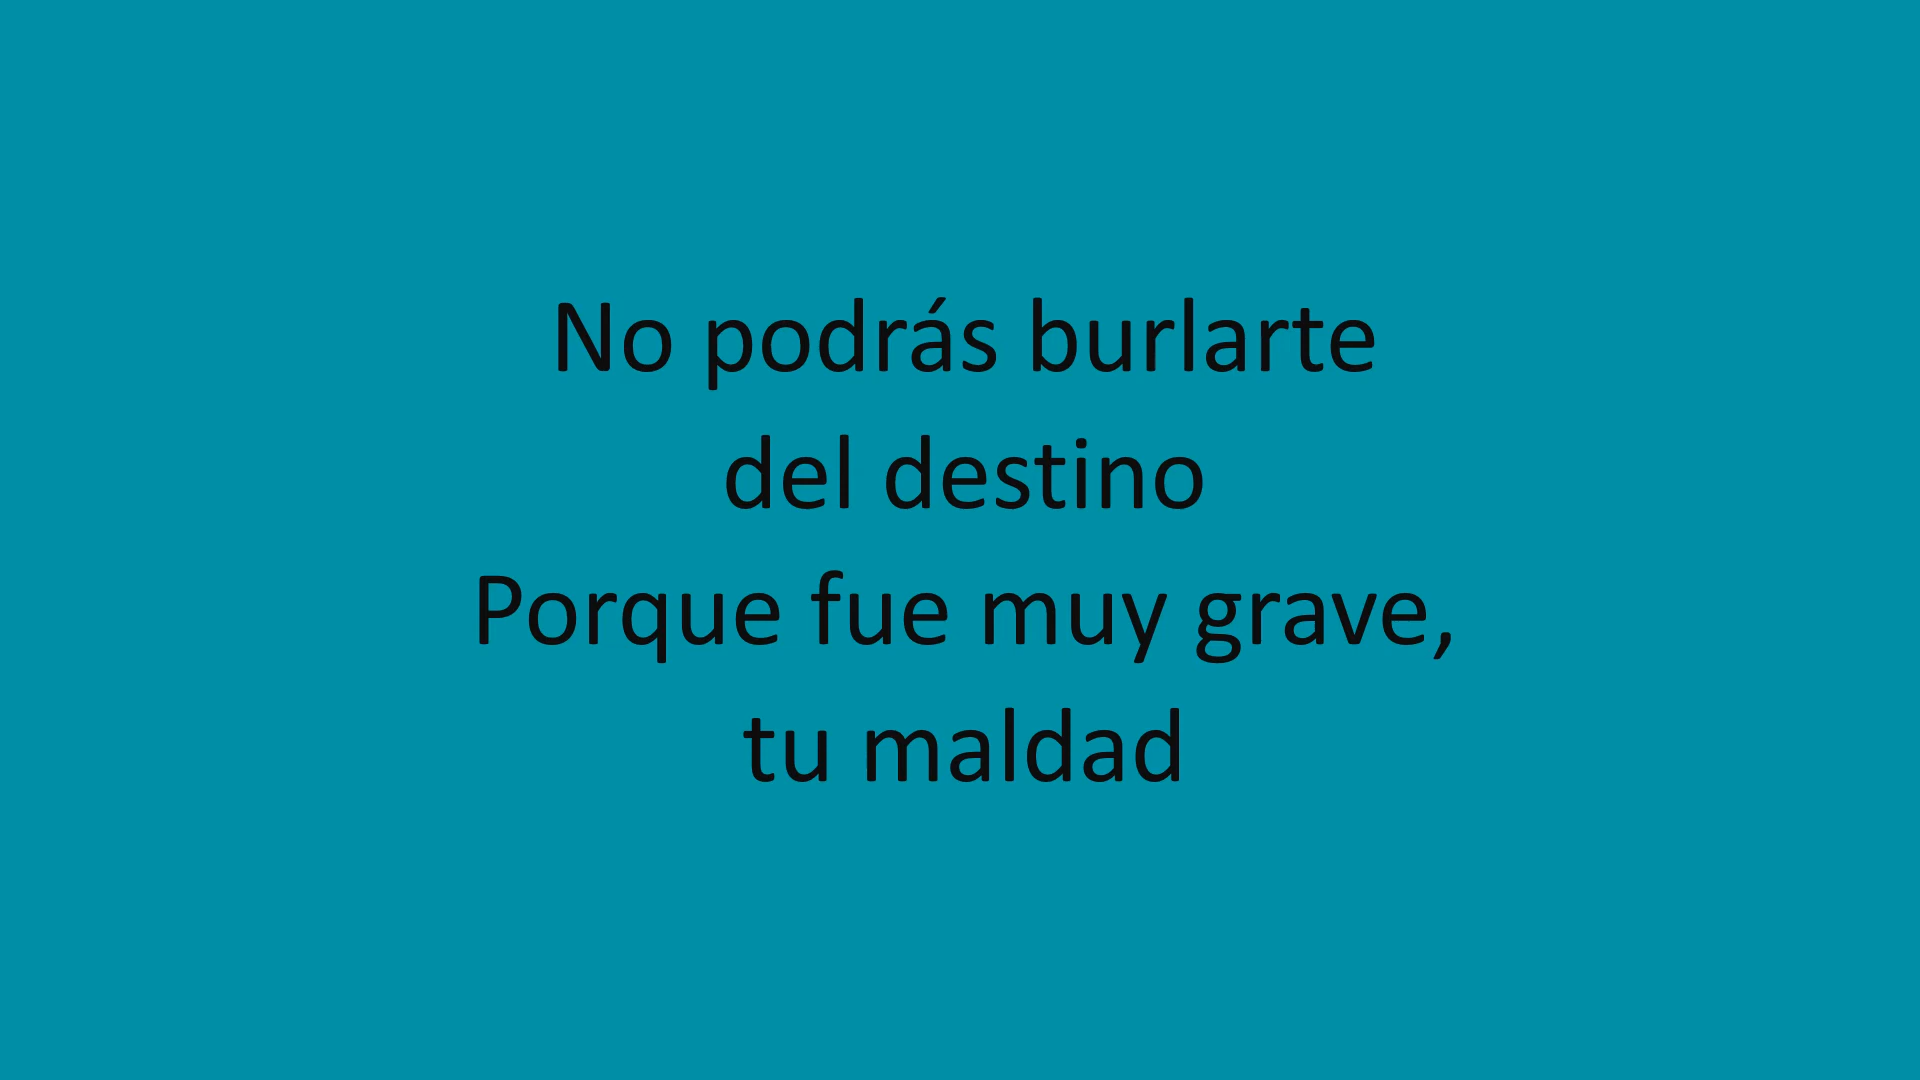 No podrás burlarte
del destino
Porque fue muy grave,
tu maldad